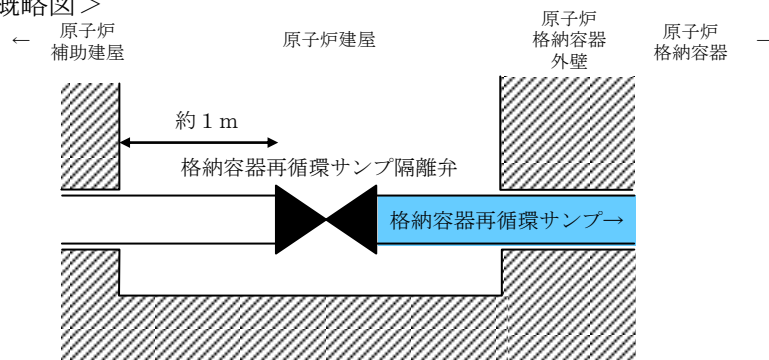 概略図＞
←
原子炉
補助建屋
原子炉建屋
原子炉
格納容器
外壁
原子炉
格納容器
約１ｍ
格納容器再循環サンプ隔離弁
格納容器再循環サンプ→